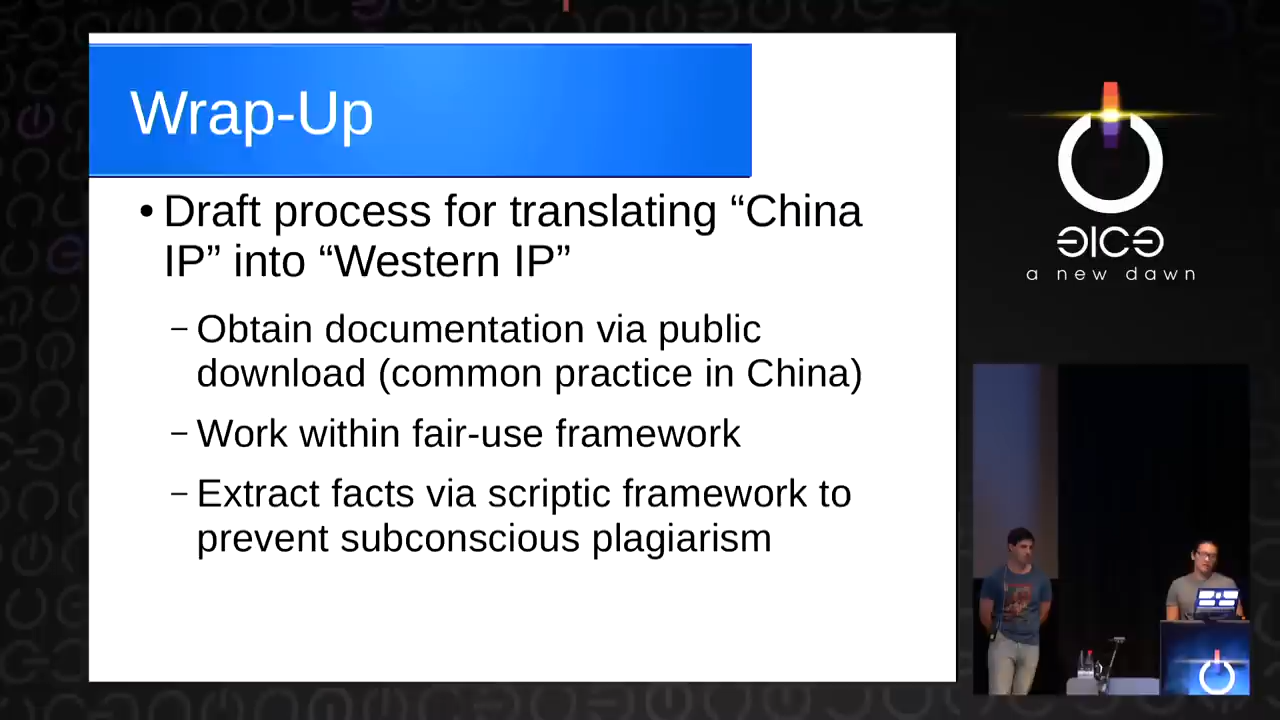 Wrap-Up
• Draft process for translating “China
IP” into “Western IP”
– Obtain documentation via public
download (common practice in China)
– Work within fair-use framework
– Extract facts via scriptic framework to
prevent subconscious plagiarism
a new dawn